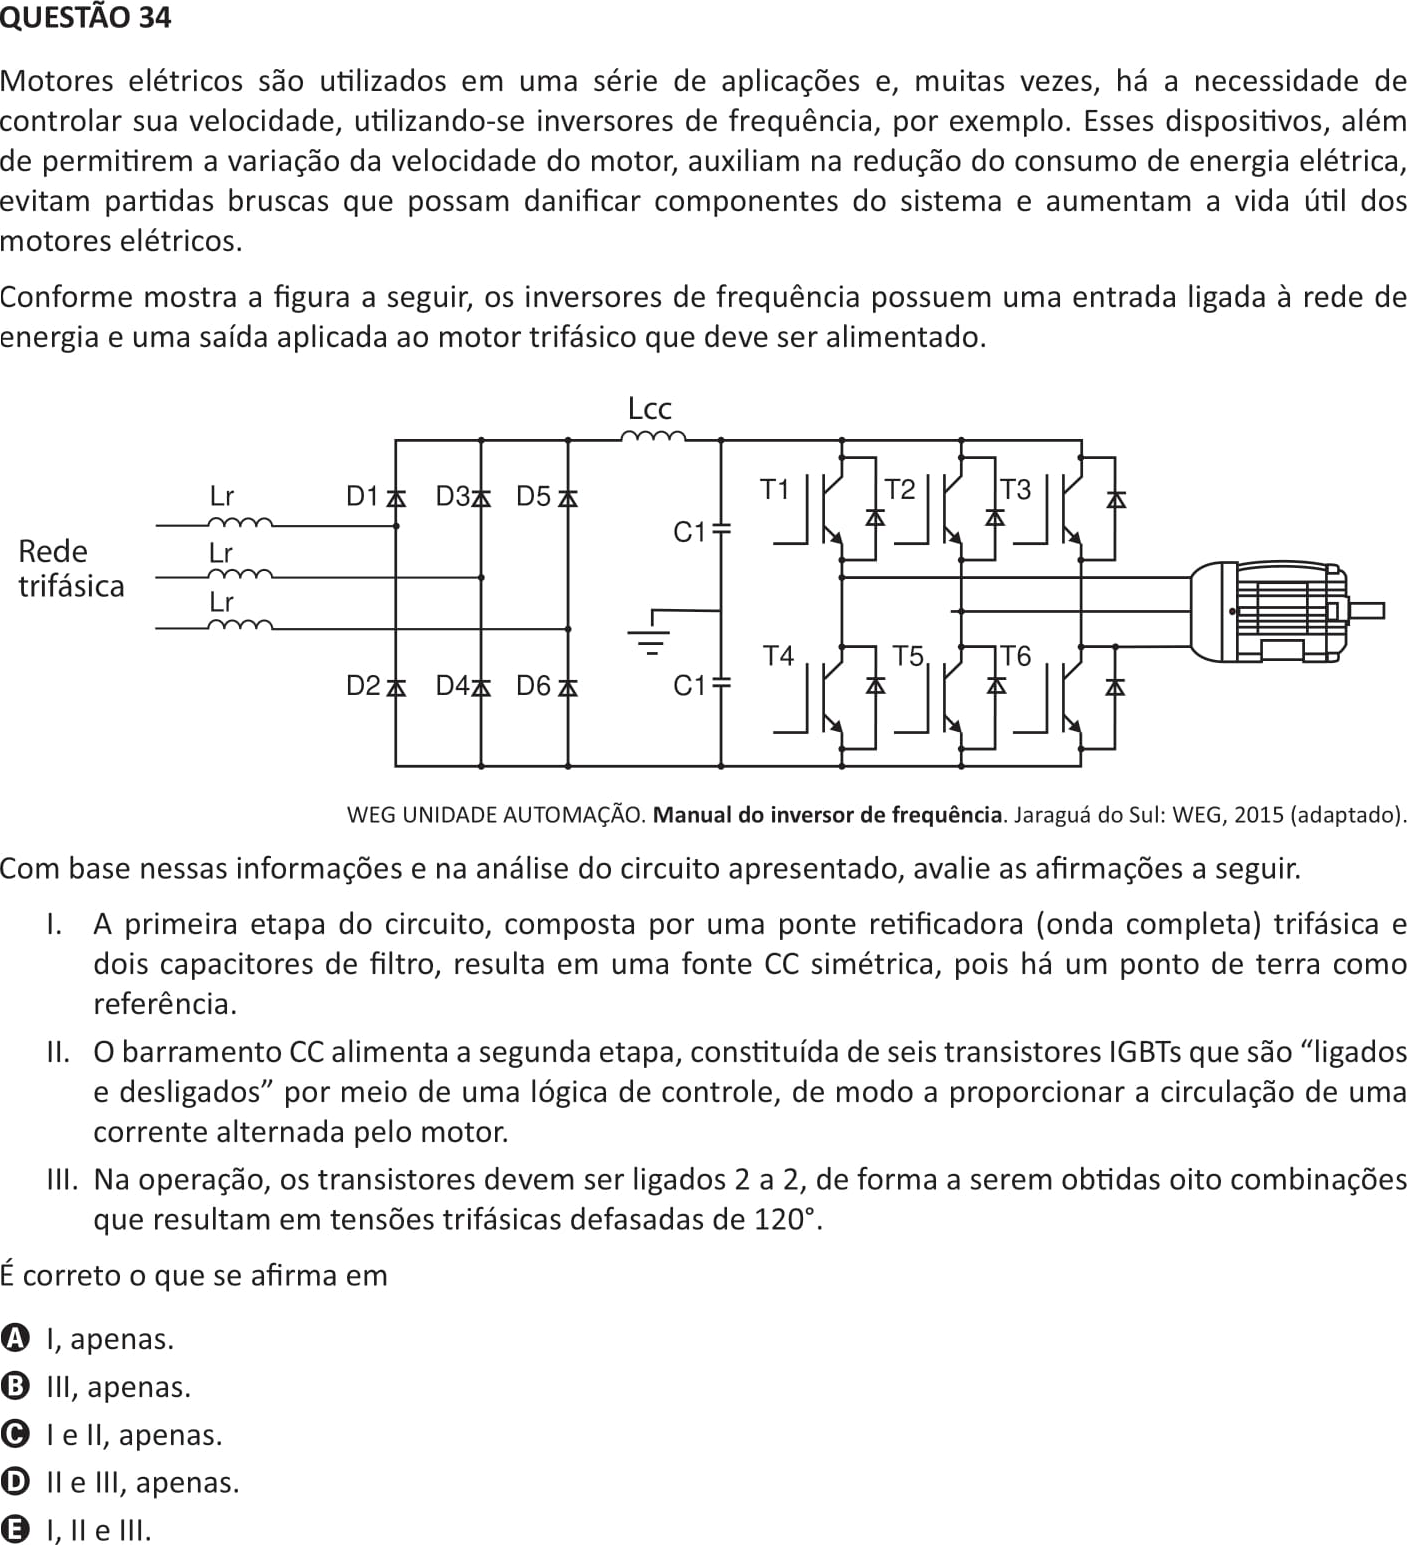 QUESTÃO 34
Motores elétricos são utilizados em uma série de aplicações e, muitas vezes, há a necessidade de
controlar sua velocidade, utilizando-se inversores de frequência, por exemplo. Esses dispositivos, além
de permitirem a variação da velocidade do motor, auxiliam na redução do consumo de energia elétrica,
evitam partidas bruscas que possam danificar componentes do sistema e aumentam a vida útil dos
motores elétricos.
Conforme mostra a figura a seguir, os inversores de frequência possuem uma entrada ligada à rede de
energia e uma saída aplicada ao motor trifásico que deve ser alimentado.
Lcc
Lr D1 D3 D5 T1 T2 T3
C1
Rede Lr
trifásica
Lr
T4 T5 T6
D2 D4 D6 C1
WEG UNIDADE AUTOMAÇÃO. Manual do inversor de frequência. Jaraguá do Sul: WEG, 2015 (adaptado).
Com base nessas informações e na análise do circuito apresentado, avalie as afirmações a seguir.
I. A primeira etapa do circuito, composta por uma ponte retificadora (onda completa) trifásica e
dois capacitores de filtro, resulta em uma fonte CC simétrica, pois há um ponto de terra como
referência.
II. O barramento CC alimenta a segunda etapa, constituída de seis transistores IGBTs que são “ligados
e desligados” por meio de uma lógica de controle, de modo a proporcionar a circulação de uma
corrente alternada pelo motor.
III. Na operação, os transistores devem ser ligados 2 a 2, de forma a serem obtidas oito combinações
que resultam em tensões trifásicas defasadas de 120°.
É correto o que se afirma em
A I, apenas.
B III, apenas.
C I e II, apenas.
D II e III, apenas.
E I, II e III.